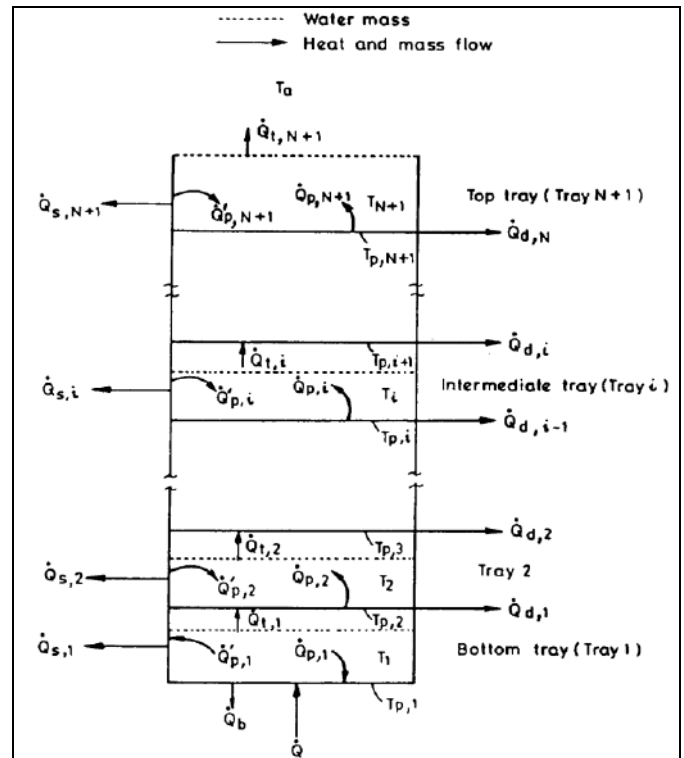 Water mass
Heat and mass flow
Ta
Q̇t,N+1
Q̇s,N+1
Q̇'p,N+1
Q̇p,N+1
TN+1
Top tray (Tray N+1)
Tp,N+1
Q̇d,N
Q̇t,i
Tp,i+1
Q̇d,i
Q̇s,i
Q̇'p,i
Q̇p,i
Ti
Intermediate tray (Tray i)
Tp,i
Q̇d,i-1
Q̇t,2
Tp,3
Q̇d,2
Q̇s,2
Q̇'p,2
Q̇p,2
T2
Tray 2
Q̇t,1
Tp,2
Q̇d,1
Q̇s,1
Q̇'p,1
Q̇p,1
T1
Bottom tray (Tray 1)
Tp,1
Q̇b
Q̇